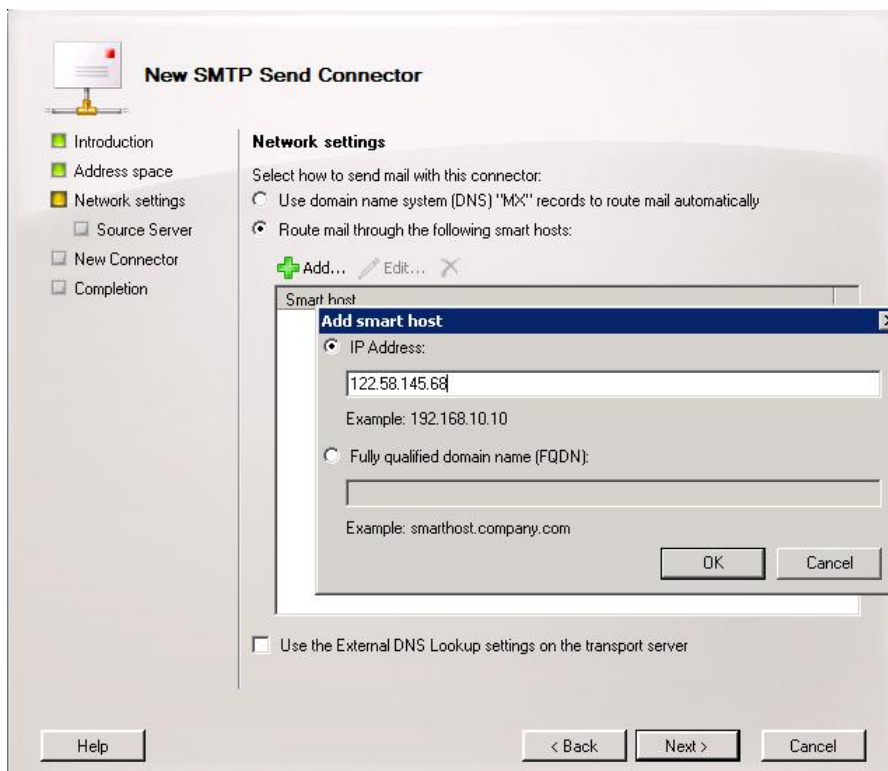 New SMTP Send Connector
Introduction
Address space
Network settings
Source Server
New Connector
Completion
Network settings
Select how to send mail with this connector:
Use domain name system (DNS) "MX" records to route mail automatically
Route mail through the following smart hosts:
Add... Edit...
Smart host
Add smart host
IP Address:
122.58.145.68
Example: 192.168.10.10
Fully qualified domain name (FQDN):
Example: smarthost.company.com
OK Cancel
Use the External DNS Lookup settings on the transport server
Help < Back Next > Cancel